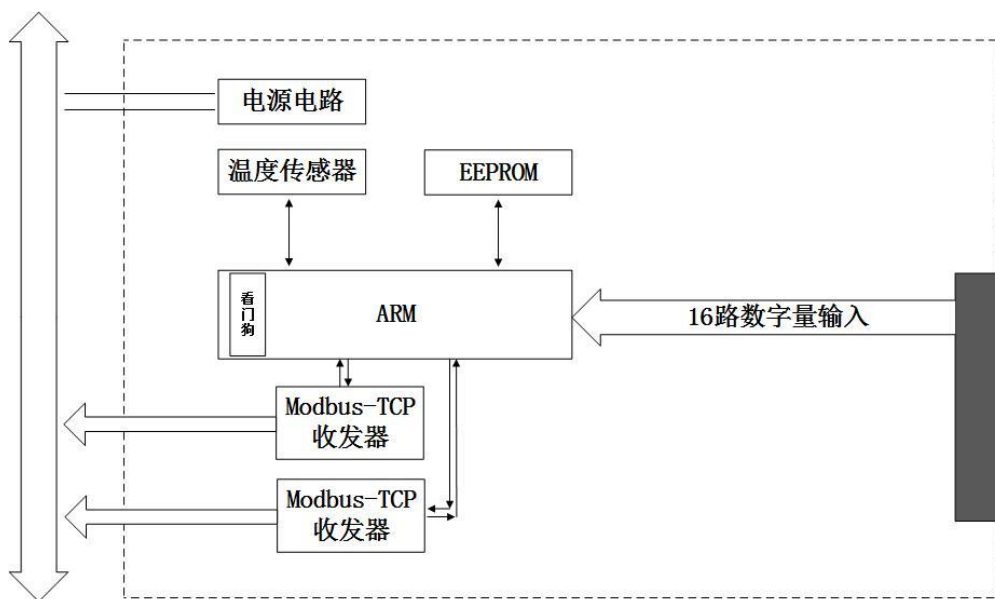 电源电路
温度传感器
EEPROM
看
门
狗
ARM
16路数字量输入
Modbus-TCP
收发器
Modbus-TCP
收发器